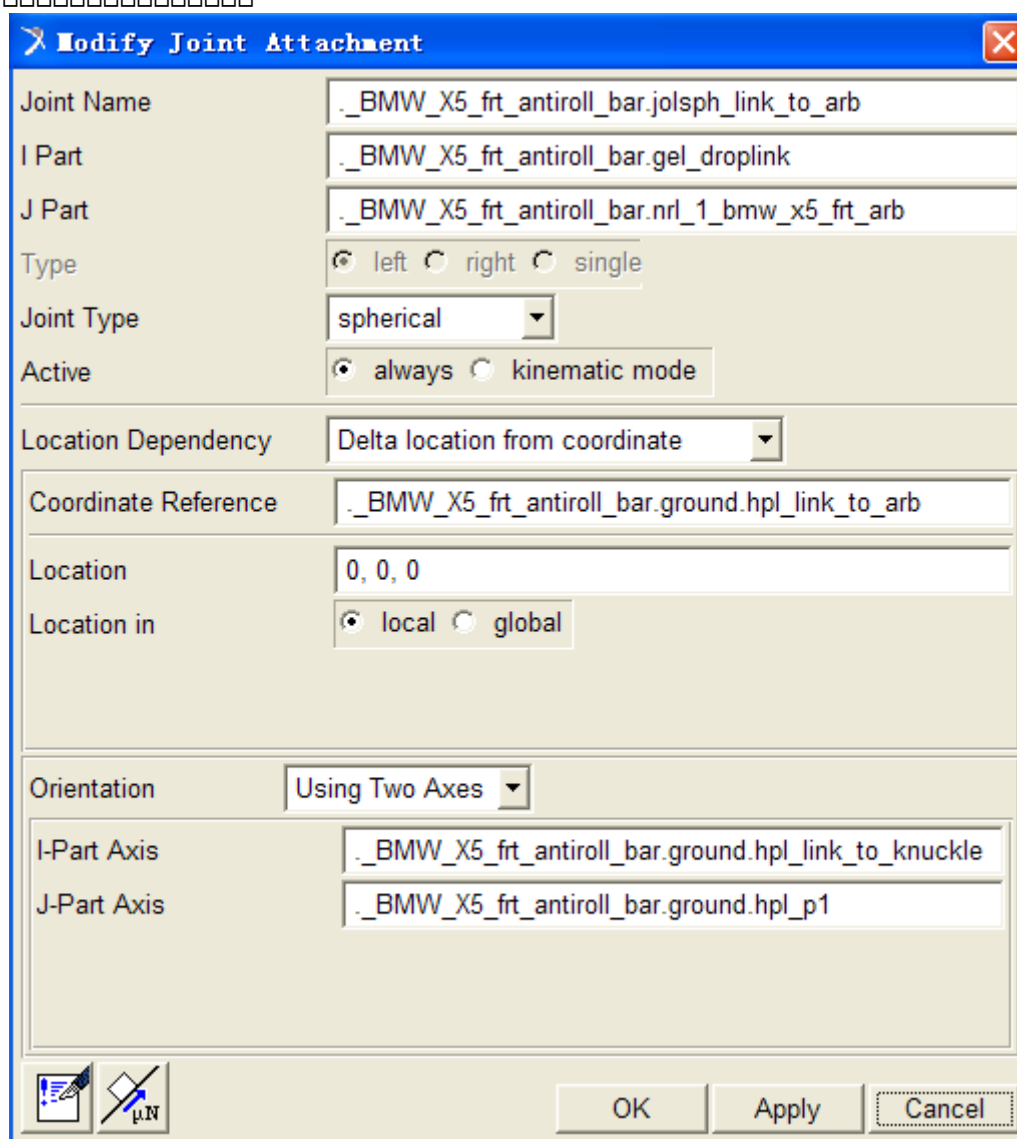 Modify Joint Attachment
Joint Name ._BMW_X5_frt_antiroll_bar.jolsph_link_to_arb
I Part ._BMW_X5_frt_antiroll_bar.gel_droplink
J Part ._BMW_X5_frt_antiroll_bar.nrl_1_bmw_x5_frt_arb
Type left right single
Joint Type spherical
Active always kinematic mode
Location Dependency Delta location from coordinate
Coordinate Reference ._BMW_X5_frt_antiroll_bar.ground.hpl_link_to_arb
Location 0, 0, 0
Location in local global
Orientation Using Two Axes
I-Part Axis ._BMW_X5_frt_antiroll_bar.ground.hpl_link_to_knuckle
J-Part Axis ._BMW_X5_frt_antiroll_bar.ground.hpl_p1
μN OK Apply Cancel